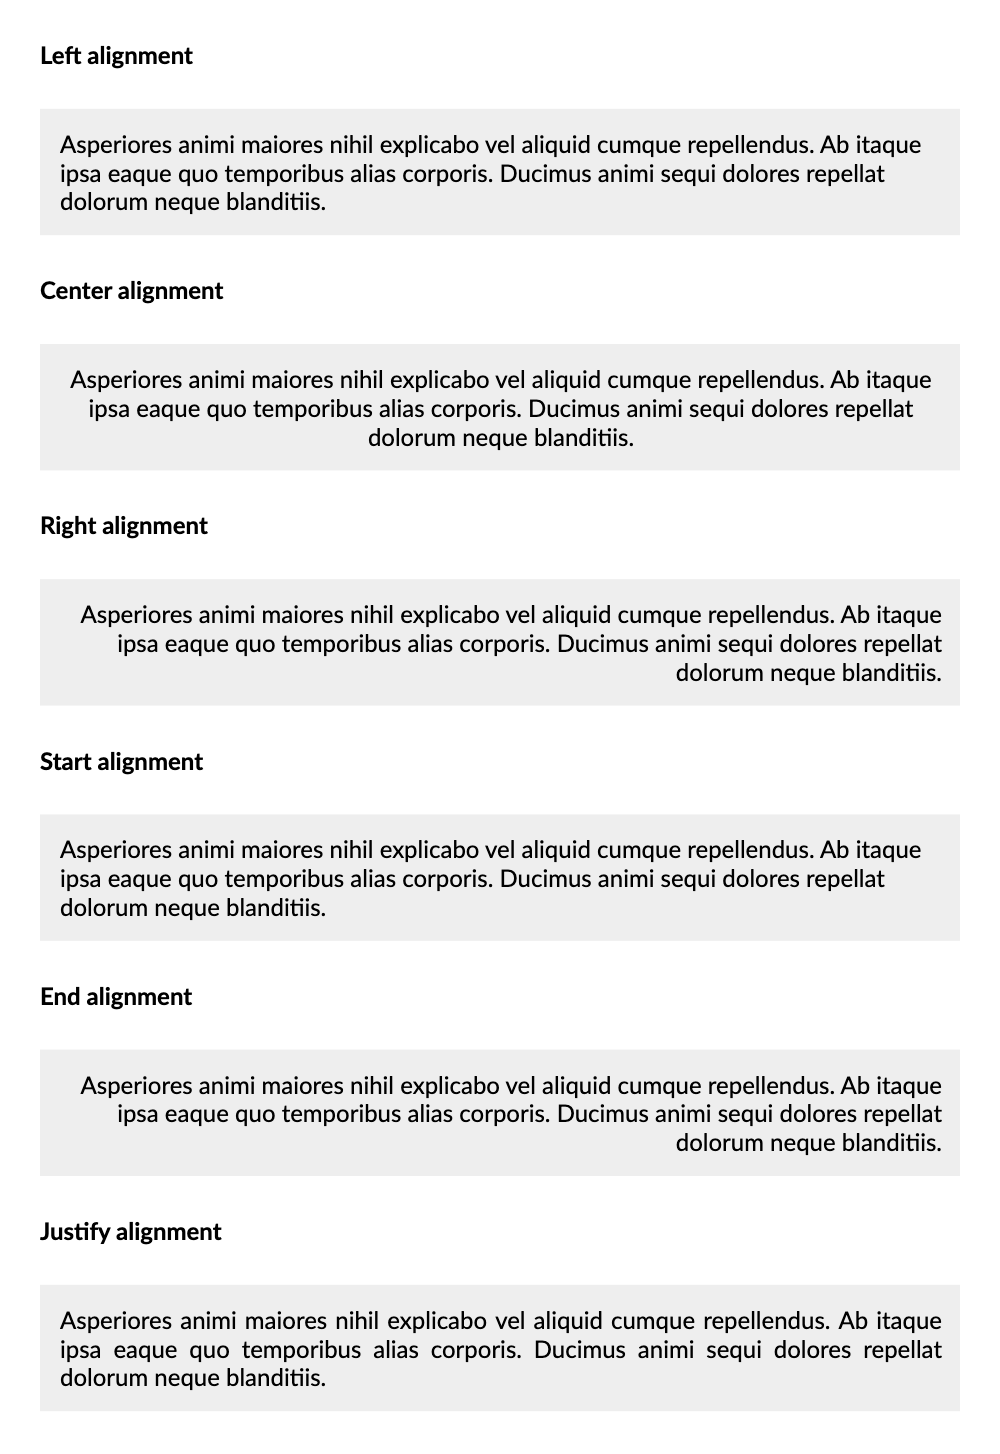 Left alignment
Asperiores animi maiores nihil explicabo vel aliquid cumque repellendus. Ab itaque
ipsa eaque quo temporibus alias corporis. Ducimus animi sequi dolores repellat
dolorum neque blanditiis.
Center alignment
Asperiores animi maiores nihil explicabo vel aliquid cumque repellendus. Ab itaque
ipsa eaque quo temporibus alias corporis. Ducimus animi sequi dolores repellat
dolorum neque blanditiis.
Right alignment
Asperiores animi maiores nihil explicabo vel aliquid cumque repellendus. Ab itaque
ipsa eaque quo temporibus alias corporis. Ducimus animi sequi dolores repellat
dolorum neque blanditiis.
Start alignment
Asperiores animi maiores nihil explicabo vel aliquid cumque repellendus. Ab itaque
ipsa eaque quo temporibus alias corporis. Ducimus animi sequi dolores repellat
dolorum neque blanditiis.
End alignment
Asperiores animi maiores nihil explicabo vel aliquid cumque repellendus. Ab itaque
ipsa eaque quo temporibus alias corporis. Ducimus animi sequi dolores repellat
dolorum neque blanditiis.
Justify alignment
Asperiores animi maiores nihil explicabo vel aliquid cumque repellendus. Ab itaque
ipsa eaque quo temporibus alias corporis. Ducimus animi sequi dolores repellat
dolorum neque blanditiis.